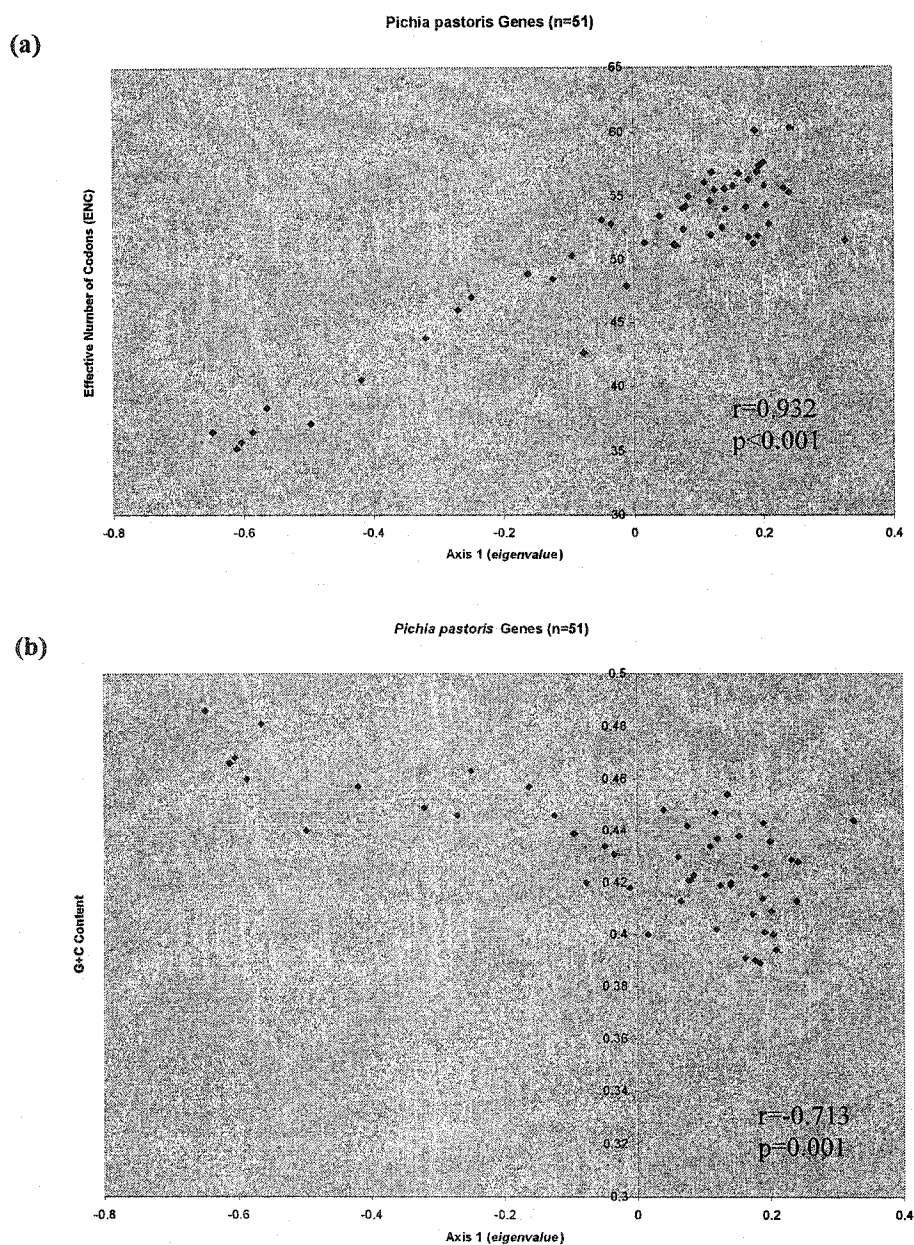 Pichia pastoris Genes (n=51)
(a)
65
60
55
50
45
40
35
30
Effective Number of Codons (ENC)
r=0.932
p<0.001
-0.8 -0.6 -0.4 -0.2 0 0.2 0.4
Axis 1 (eigenvalue)
Pichia pastoris Genes (n=51)
(b)
0.5
0.48
0.46
0.44
0.42
0.4
0.38
0.36
0.34
0.32
0.3
G+C Content
r=-0.713
p=0.001
-0.8 -0.6 -0.4 -0.2 0 0.2 0.4
Axis 1 (eigenvalue)